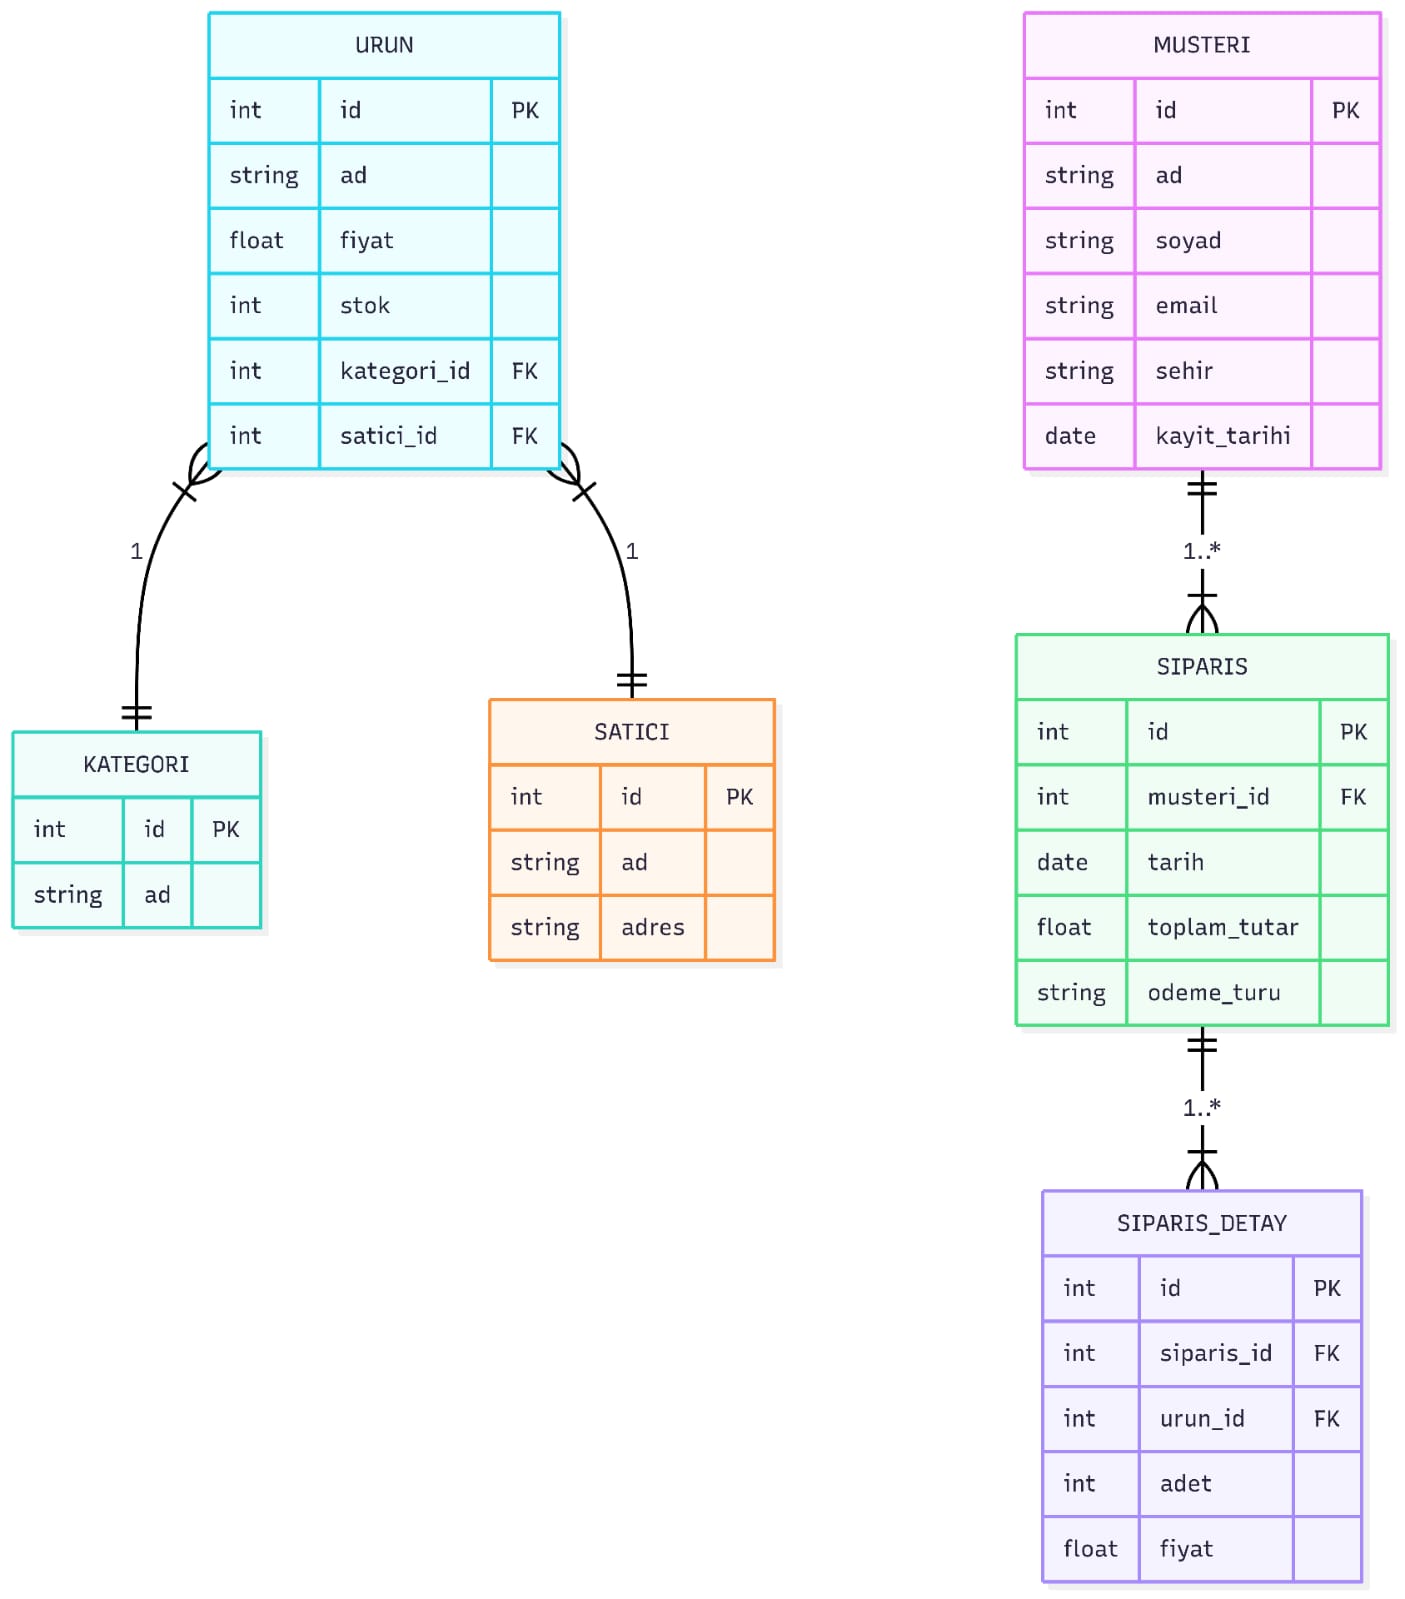 URUN
int id PK
string ad
float fiyat
int stok
int kategori_id FK
int satici_id FK
1
1
KATEGORI
int id PK
string ad
SATICI
int id PK
string ad
string adres
MUSTERI
int id PK
string ad
string soyad
string email
string sehir
date kayit_tarihi
1..*
SIPARIS
int id PK
int musteri_id FK
date tarih
float toplam_tutar
string odeme_turu
1..*
SIPARIS_DETAY
int id PK
int siparis_id FK
int urun_id FK
int adet
float fiyat